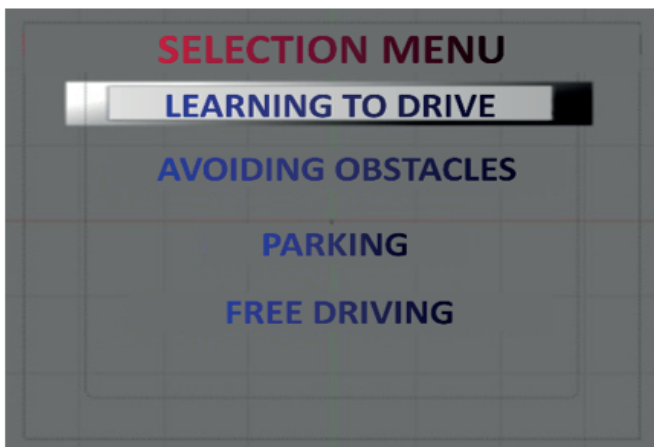 SELECTION MENU
LEARNING TO DRIVE
AVOIDING OBSTACLES
PARKING
FREE DRIVING